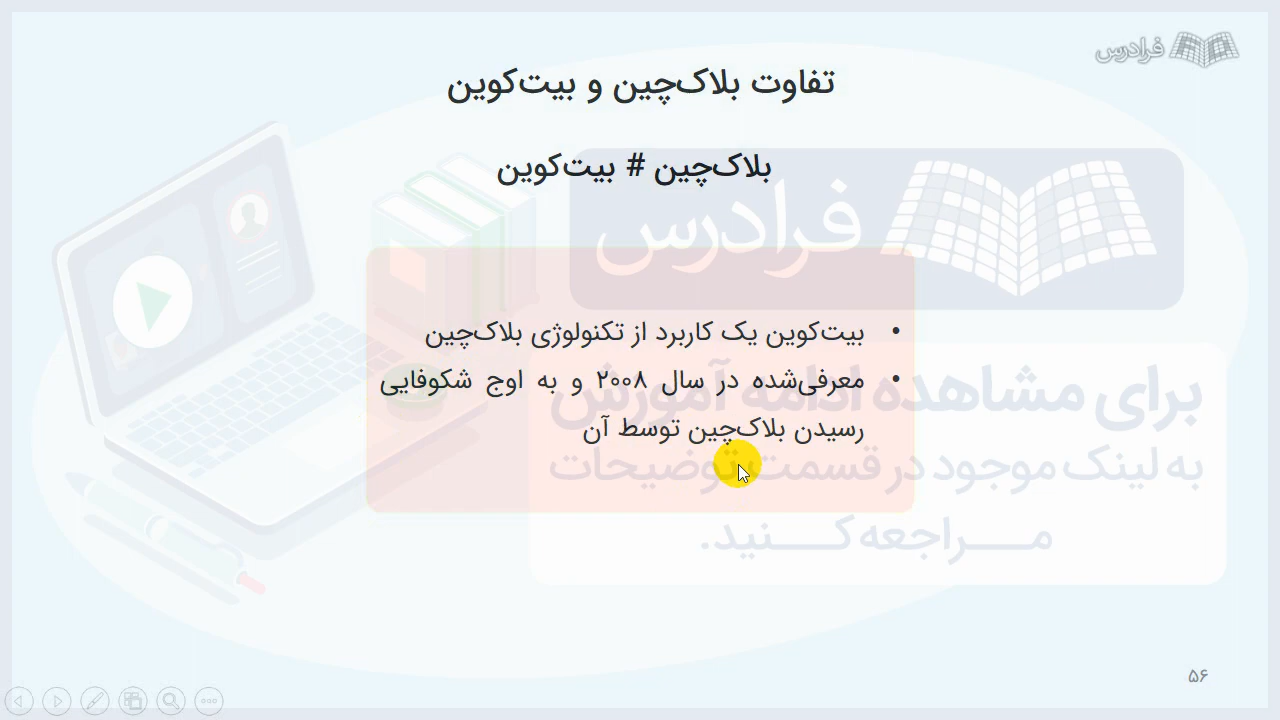 فرادرس
تفاوت بلاک‌چین و بیت‌کوین
بلاک‌چین # بیت‌کوین
فرادرس
• بیت‌کوین یک کاربرد از تکنولوژی بلاک‌چین
• معرفی‌شده در سال ۲۰۰۸ و به اوج شکوفایی
رسیدن بلاک‌چین توسط آن
برای مشاهده ادامه آموزش
به لینک موجود در قسمت توضیحات
مـــــراجعه کـــــنید.
۵۶